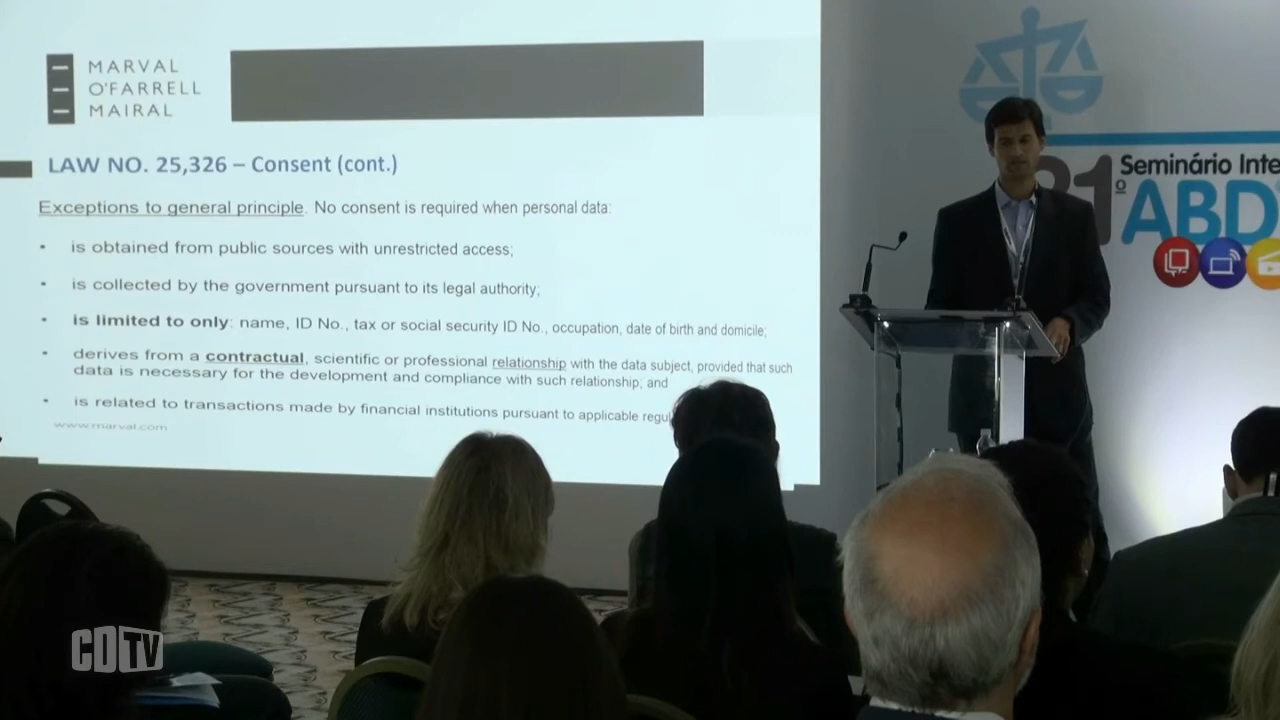 MARVAL
O'FARRELL
MAIRAL
LAW NO. 25,326 – Consent (cont.)
Exceptions to general principle. No consent is required when personal data:
• is obtained from public sources with unrestricted access;
• is collected by the government pursuant to its legal authority;
• is limited to only: name, ID No., tax or social security ID No., occupation, date of birth and domicile;
• derives from a contractual, scientific or professional relationship with the data subject, provided that such
data is necessary for the development and compliance with such relationship; and
• is related to transactions made by financial institutions pursuant to applicable
www.marval.com
21º
Seminário
ABD
CDTV